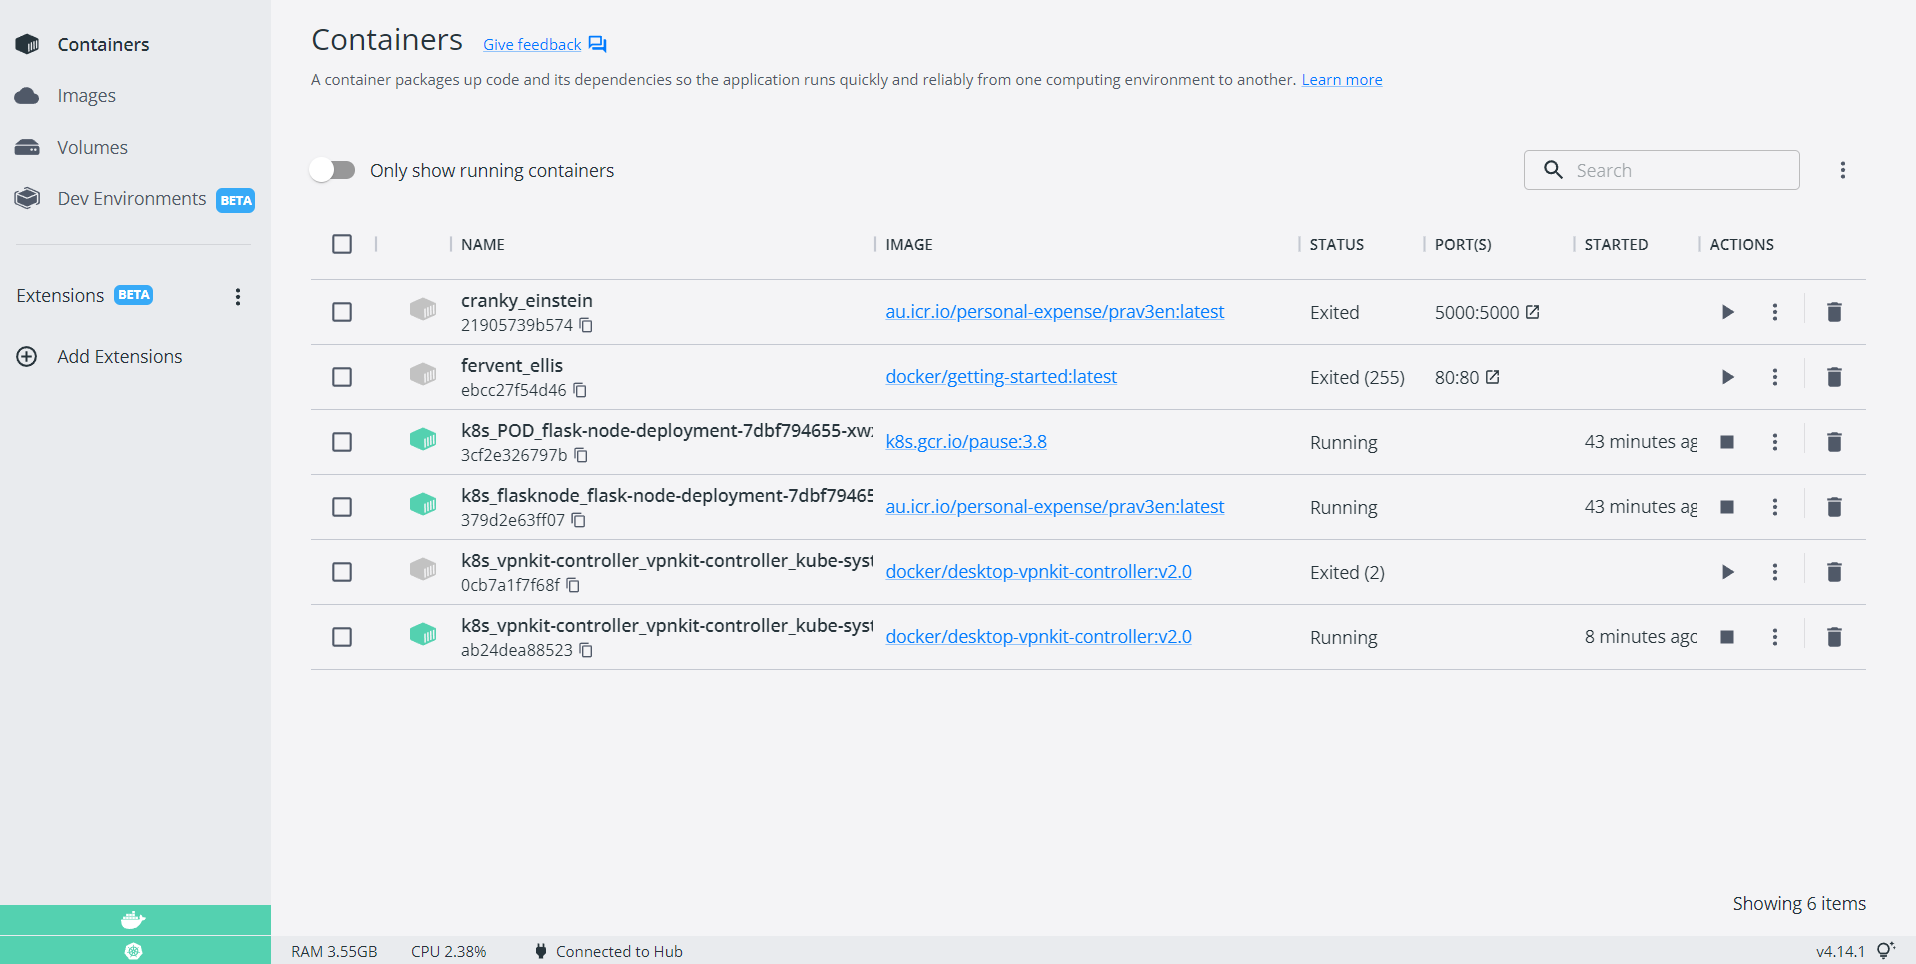 Containers
Images
Volumes
Dev Environments BETA
Extensions BETA
Add Extensions
Containers Give feedback
A container packages up code and its dependencies so the application runs quickly and reliably from one computing environment to another. Learn more
Only show running containers
Search
NAME IMAGE STATUS PORT(S) STARTED ACTIONS
cranky_einstein
21905739b574
au.icr.io/personal-expense/prav3en:latest Exited 5000:5000
fervent_ellis
ebcc27f54d46
docker/getting-started:latest Exited (255) 80:80
k8s_POD_flask-node-deployment-7dbf794655-xw
3cf2e326797b
k8s.gcr.io/pause:3.8 Running 43 minutes ag
k8s_flasknode_flask-node-deployment-7dbf79465
379d2e63ff07
au.icr.io/personal-expense/prav3en:latest Running 43 minutes ag
k8s_vpnkit-controller_vpnkit-controller_kube-syst
0cb7a1f7f68f
docker/desktop-vpnkit-controller:v2.0 Exited (2)
k8s_vpnkit-controller_vpnkit-controller_kube-syst
ab24dea88523
docker/desktop-vpnkit-controller:v2.0 Running 8 minutes ago
Showing 6 items
RAM 3.55GB CPU 2.38% Connected to Hub v4.14.1